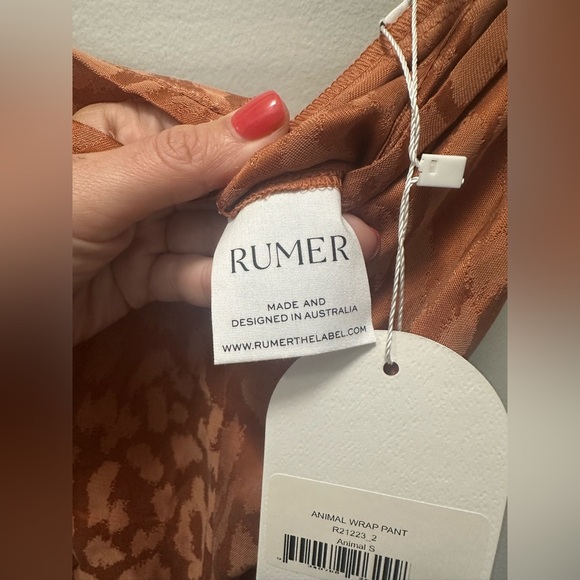 RUMER
MADE AND
DESIGNED IN AUSTRALIA
WWW.RUMERTHELABEL.COM
ANIMAL WRAP PANT
R21223_2
Animal S